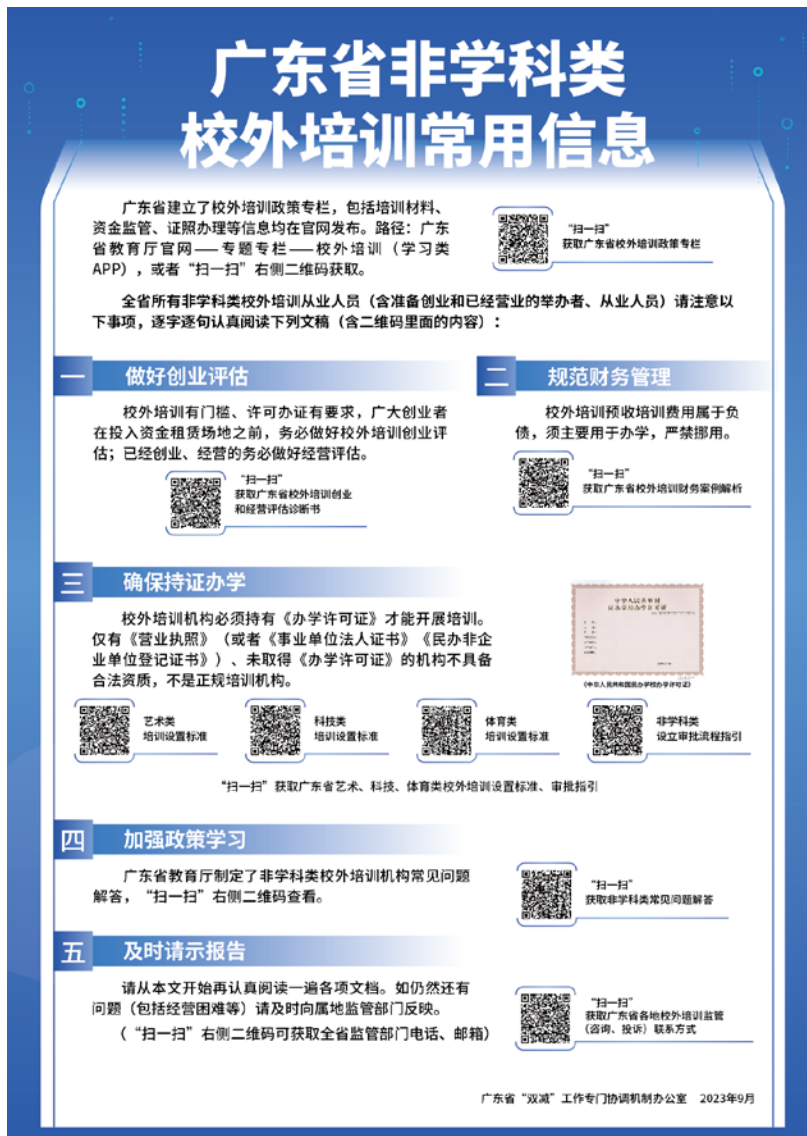 广东省非学科类
校外培训常用信息
广东省建立了校外培训政策专栏，包括培训材料、
资金监管、证照办理等信息均在官网发布。路径：广东
省教育厅官网——专题专栏——校外培训（学习类
APP），或者“扫一扫”右侧二维码获取。
“扫一扫”
获取广东省校外培训政策专栏
全省所有非学科类校外培训从业人员（含准备创业和已经营业的举办者、从业人员）请注意以
下事项，逐字逐句认真阅读下列文稿（含二维码里面的内容）：
一 做好创业评估
校外培训有门槛、许可办证有要求，广大创业者
在投入资金租赁场地之前，务必做好校外培训创业评
估；已经创业、经营的务必做好经营评估。
“扫一扫”
获取广东省校外培训创业
和经营评估诊断书
二 规范财务管理
校外培训预收培训费用属于负
债，须主要用于办学，严禁挪用。
“扫一扫”
获取广东省校外培训财务案例解析
三 确保持证办学
校外培训机构必须持有《办学许可证》才能开展培训。
仅有《营业执照》（或者《事业单位法人证书》《民办非企
业单位登记证书》）、未取得《办学许可证》的机构不具备
合法资质，不是正规培训机构。
中华人民共和国
民办学校办学许可证
《中华人民共和国民办学校办学许可证》
艺术类
培训设置标准
科技类
培训设置标准
体育类
培训设置标准
非学科类
设立审批流程指引
“扫一扫”获取广东省艺术、科技、体育类校外培训设置标准、审批指引
四 加强政策学习
广东省教育厅制定了非学科类校外培训机构常见问题
解答，“扫一扫”右侧二维码查看。
“扫一扫”
获取非学科类常见问题解答
五 及时请示报告
请从本文开始再认真阅读一遍各项文档。如仍然还有
问题（包括经营困难等）请及时向属地监管部门反映。
（“扫一扫”右侧二维码可获取全省监管部门电话、邮箱）
“扫一扫”
获取广东省各地校外培训监管
（咨询、投诉）联系方式
广东省“双减”工作专门协调机制办公室 2023年9月